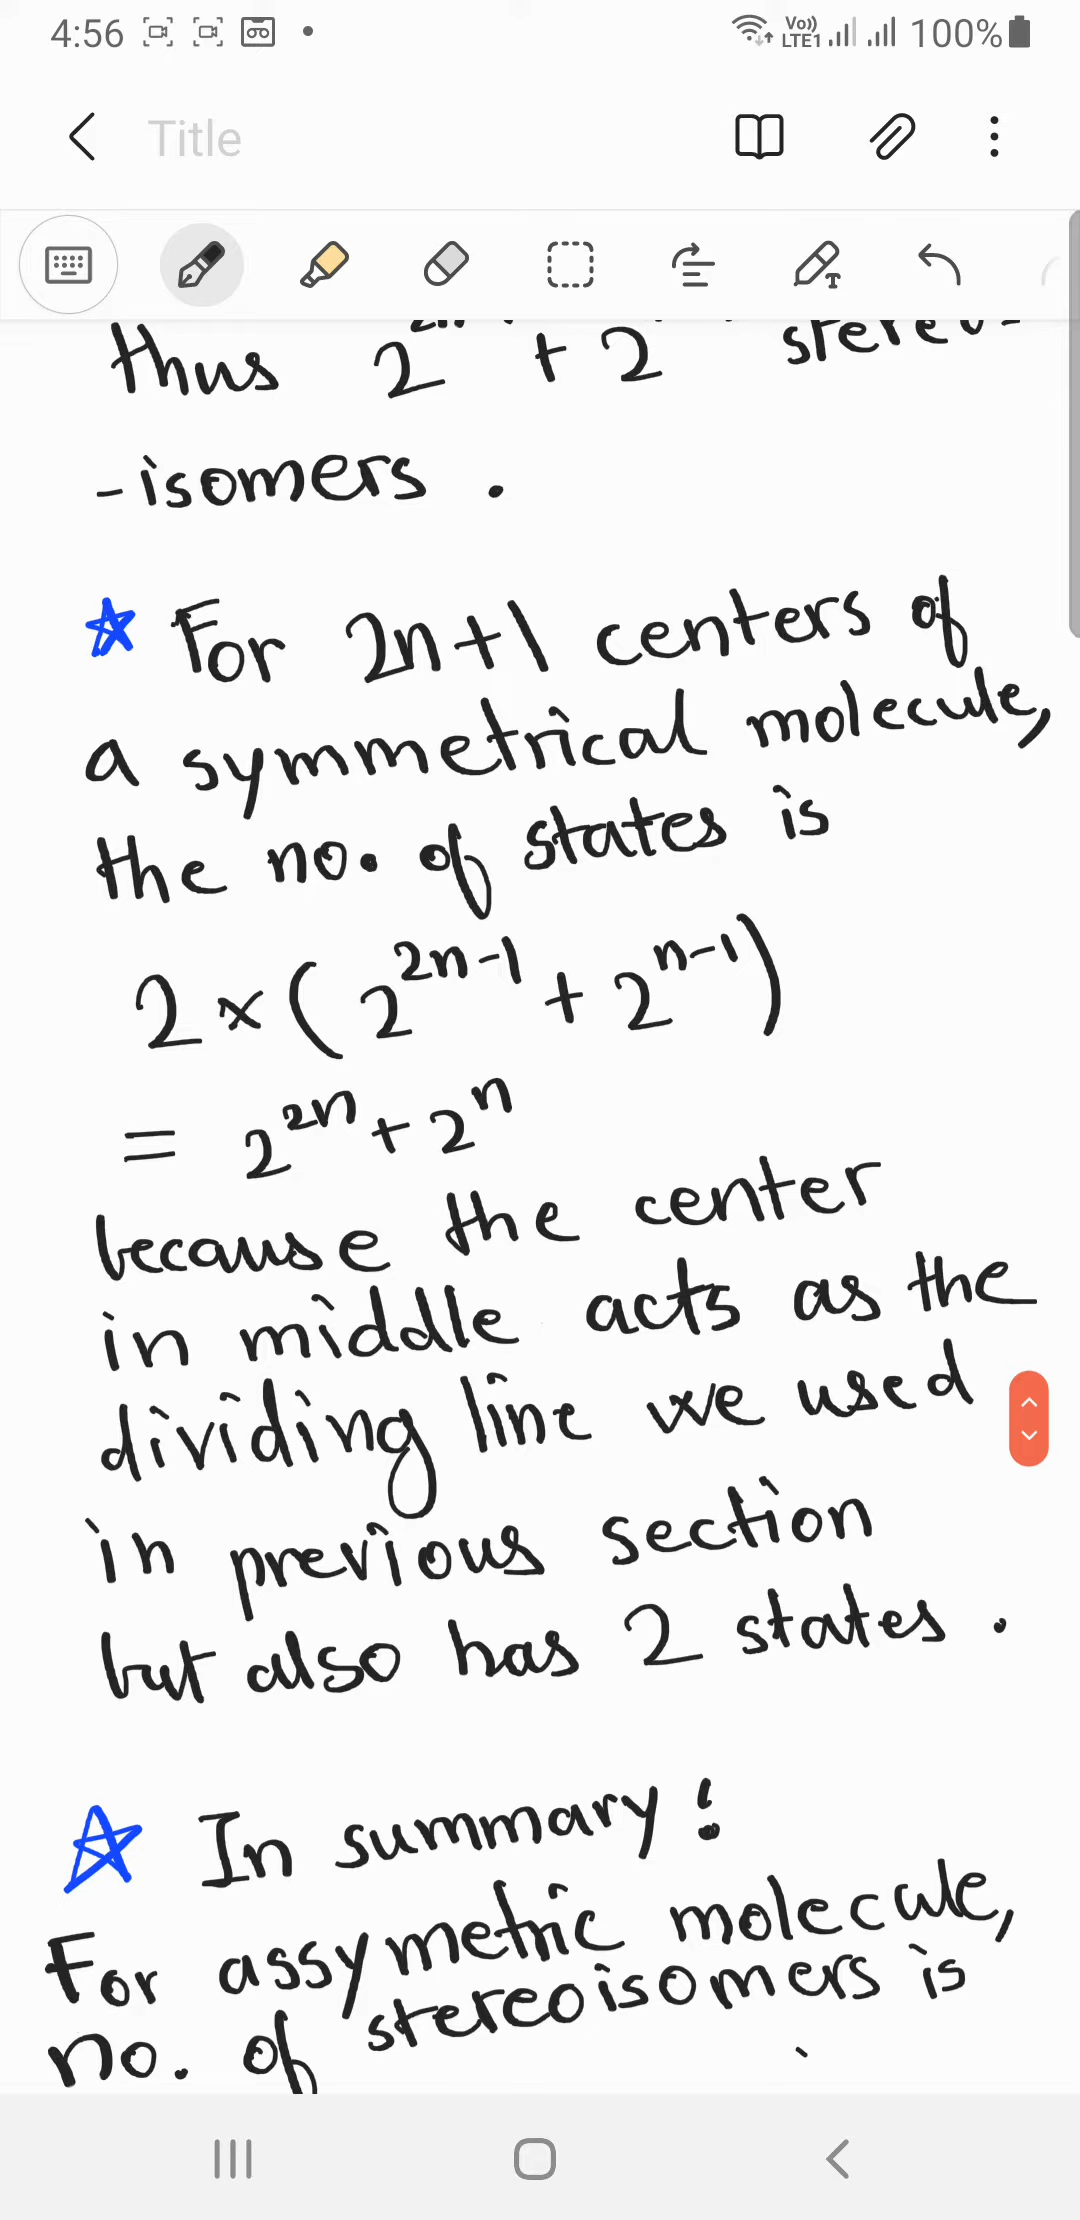 4:56 Vo)) LTE1 100%
Title
thus 2 + 2 stereo-
-isomers .
For 2n+1 centers of
a symmetrical molecule,
the no. of states is
2 × ( 2^{2n-1} + 2^{n-1} )
= 2^{2n} + 2^{n}
because the center
in middle acts as the
dividing line we used
in previous section
but also has 2 states .
In summary :
For assymetric molecule,
no. of stereoisomers is